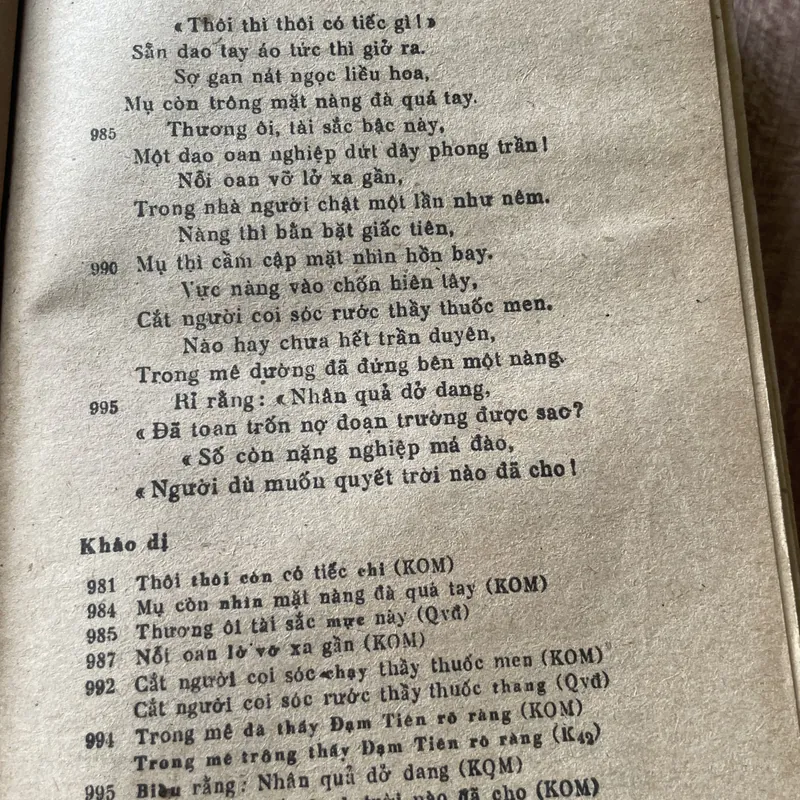 « Thôi thì thôi có tiếc gì! »
Sẵn dao tay áo tức thì giở ra.
Sợ gan nát ngọc liều hoa,
Mụ còn trông mặt nàng đà quá tay.
985 Thương ôi, tài sắc bậc này,
Một dao oan nghiệp dứt dây phong trần!
Nỗi oan vỡ lở xa gần,
Trong nhà người chật một lần như nêm.
Nàng thì bằn bặt giấc tiên,
990 Mụ thì cầm cập mặt nhìn hồn bay.
Vực nàng vào chốn hiên tây,
Cắt người coi sóc rước thầy thuốc men.
Nào hay chưa hết trần duyên,
Trong mê dường đã đứng bên một nàng.
995 Rỉ rằng: « Nhân quả dở dang,
« Đã toan trốn nợ đoạn trường được sao?
« Số còn nặng nghiệp má đào,
« Người dù muốn quyết trời nào đã cho!
Khảo dị
981 Thôi thôi còn có tiếc chi (KOM)
984 Mụ còn nhìn mặt nàng đà quá tay (KOM)
985 Thương ôi tài sắc mực này (Qvđ)
987 Nỗi oan lở vỡ xa gần (KOM)
992 Cắt người coi sóc chạy thầy thuốc men (KOM)
Cắt người coi sóc rước thầy thuốc thang (Qvđ)
994 Trong mê đà thấy Đạm Tiên rõ ràng (KOM)
Trong mê trông thấy Đạm Tiên rõ ràng (K42)
995 Biểu rằng: Nhân quả dở dang (KOM)
trời nào đã cho (KOM)